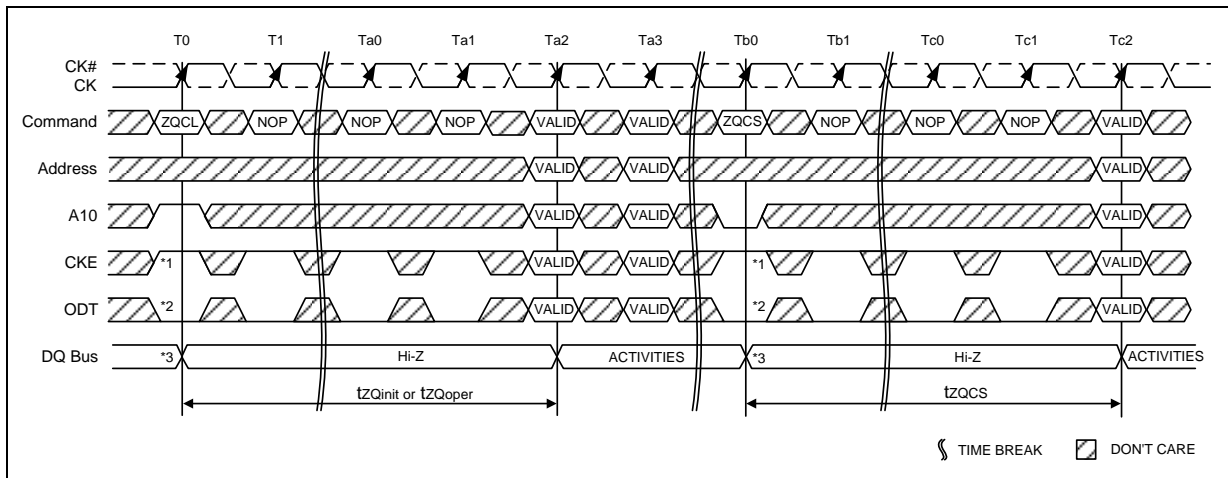 T0 T1 Ta0 Ta1 Ta2 Ta3 Tb0 Tb1 Tc0 Tc1 Tc2
CK#
CK
Command ZQCL NOP NOP NOP VALID VALID ZQCS NOP NOP NOP VALID
Address VALID VALID VALID
A10 VALID VALID VALID
CKE *1 VALID VALID *1 VALID
ODT *2 VALID VALID *2 VALID
DQ Bus *3 Hi-Z ACTIVITIES *3 Hi-Z ACTIVITIES
tZQinit or tZQoper tZQCS
TIME BREAK DON'T CARE